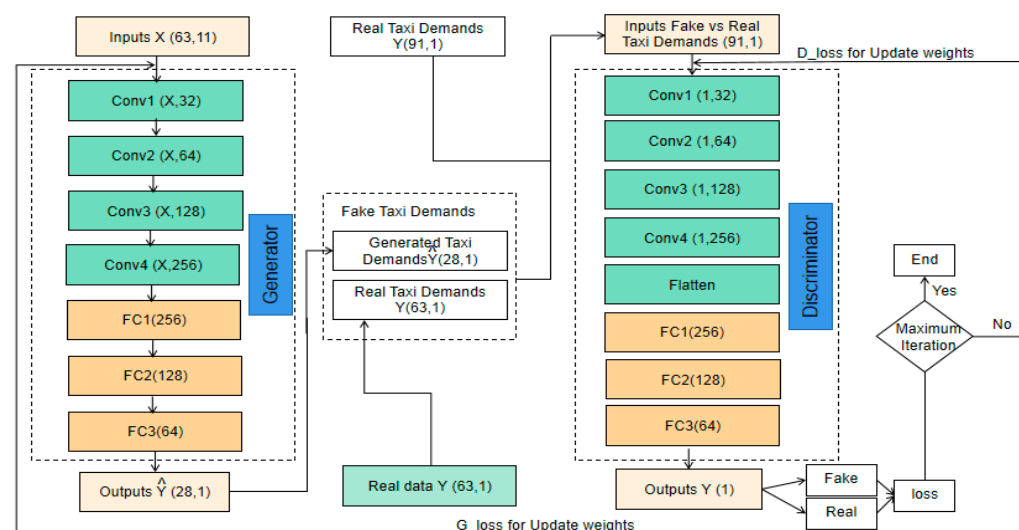 Inputs X (63,11)
Conv1 (X,32)
Conv2 (X,64)
Conv3 (X,128)
Conv4 (X,256)
FC1(256)
FC2(128)
FC3(64)
Outputs Ŷ (28,1)
Generator
Real Taxi Demands
Y(91,1)
Fake Taxi Demands
Generated Taxi
DemandsŶ(28,1)
Real Taxi Demands
Y(63,1)
Real data Y (63,1)
G_loss for Update weights
Inputs Fake vs Real
Taxi Demands (91,1)
D_loss for Update weights
Conv1 (1,32)
Conv2 (1,64)
Conv3 (1,128)
Conv4 (1,256)
Flatten
FC1(256)
FC2(128)
FC3(64)
Outputs Y (1)
Discriminator
Fake
Real
loss
Maximum
Iteration
Yes
No
End